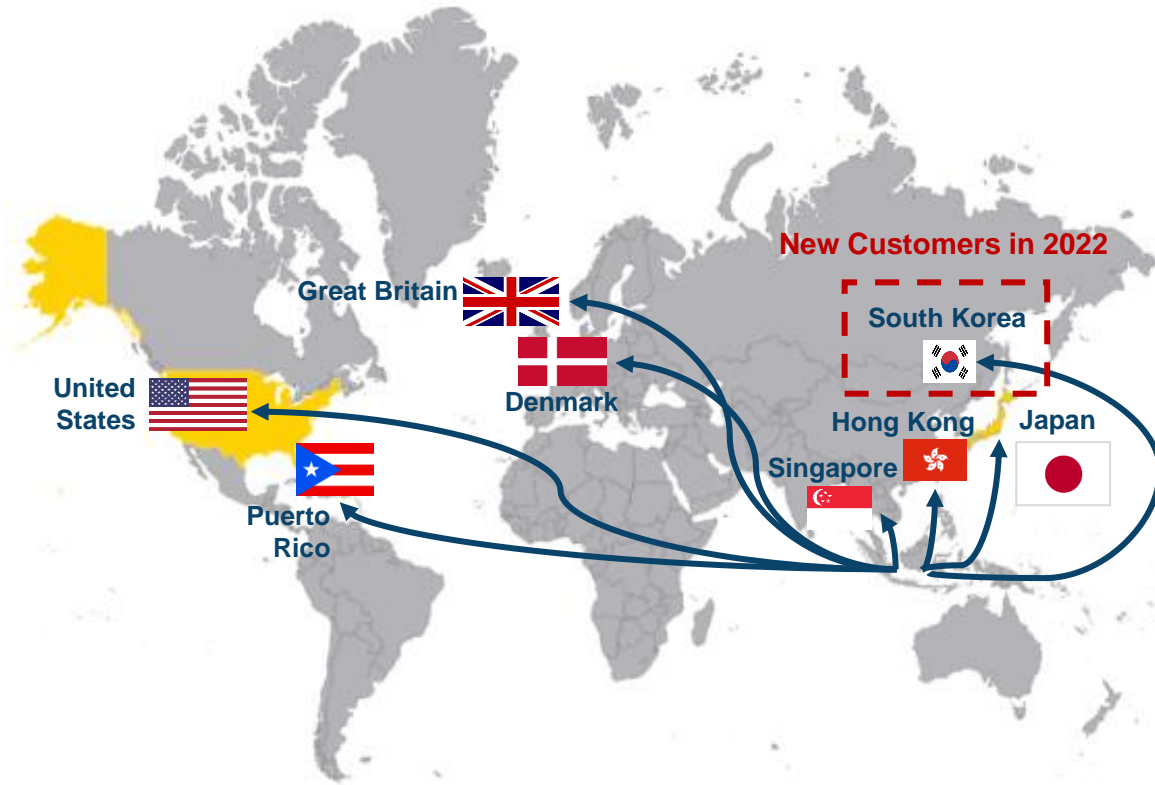 New Customers in 2022
Great Britain
South Korea
United
States
Denmark
Hong Kong
Japan
Singapore
Puerto
Rico